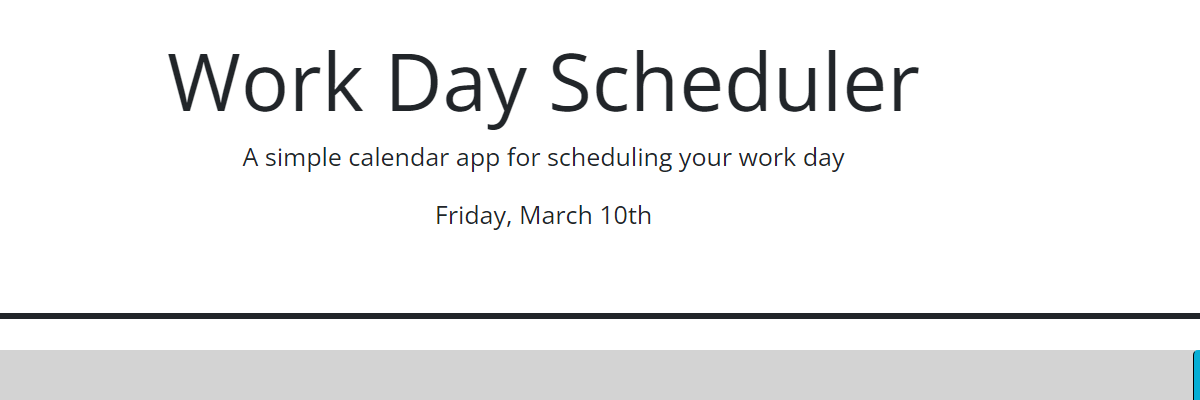 Work Day Scheduler
A simple calendar app for scheduling your work day
Friday, March 10th